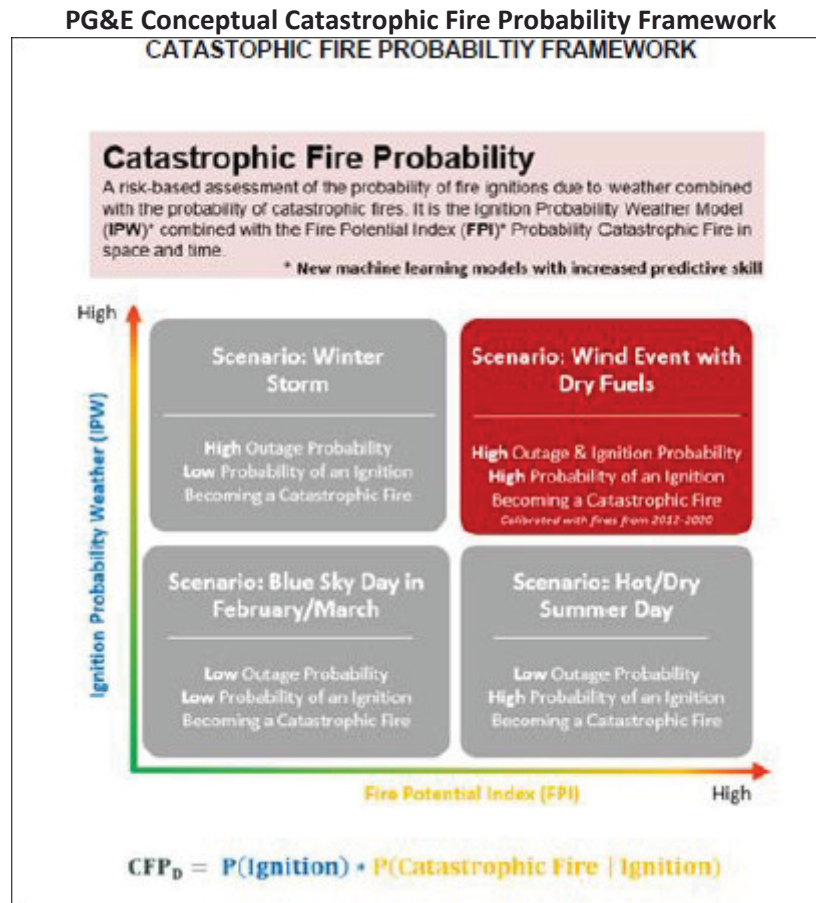 PG&E Conceptual Catastrophic Fire Probability Framework
CATASTOPHIC FIRE PROBABILTIY FRAMEWORK
Catastrophic Fire Probability
A risk-based assessment of the probability of fire ignitions due to weather combined
with the probability of catastrophic fires. It is the Ignition Probability Weather Model
(IPW)* combined with the Fire Potential Index (FPI)* Probability Catastrophic Fire in
space and time.
* New machine learning models with increased predictive skill
High
Ignition Probability Weather (IPW)
Scenario: Winter
Storm
High Outage Probability
Low Probability of an Ignition
Becoming a Catastrophic Fire
Scenario: Wind Event with
Dry Fuels
High Outage & Ignition Probability
High Probability of an Ignition
Becoming a Catastrophic Fire
Calibrated with fires from 2012-2020
Scenario: Blue Sky Day in
February/March
Low Outage Probability
Low Probability of an Ignition
Becoming a Catastrophic Fire
Scenario: Hot/Dry
Summer Day
Low Outage Probability
High Probability of an Ignition
Becoming a Catastrophic Fire
Fire Potential Index (FPI)
High
CFP_D = P(Ignition) * P(Catastrophic Fire | Ignition)